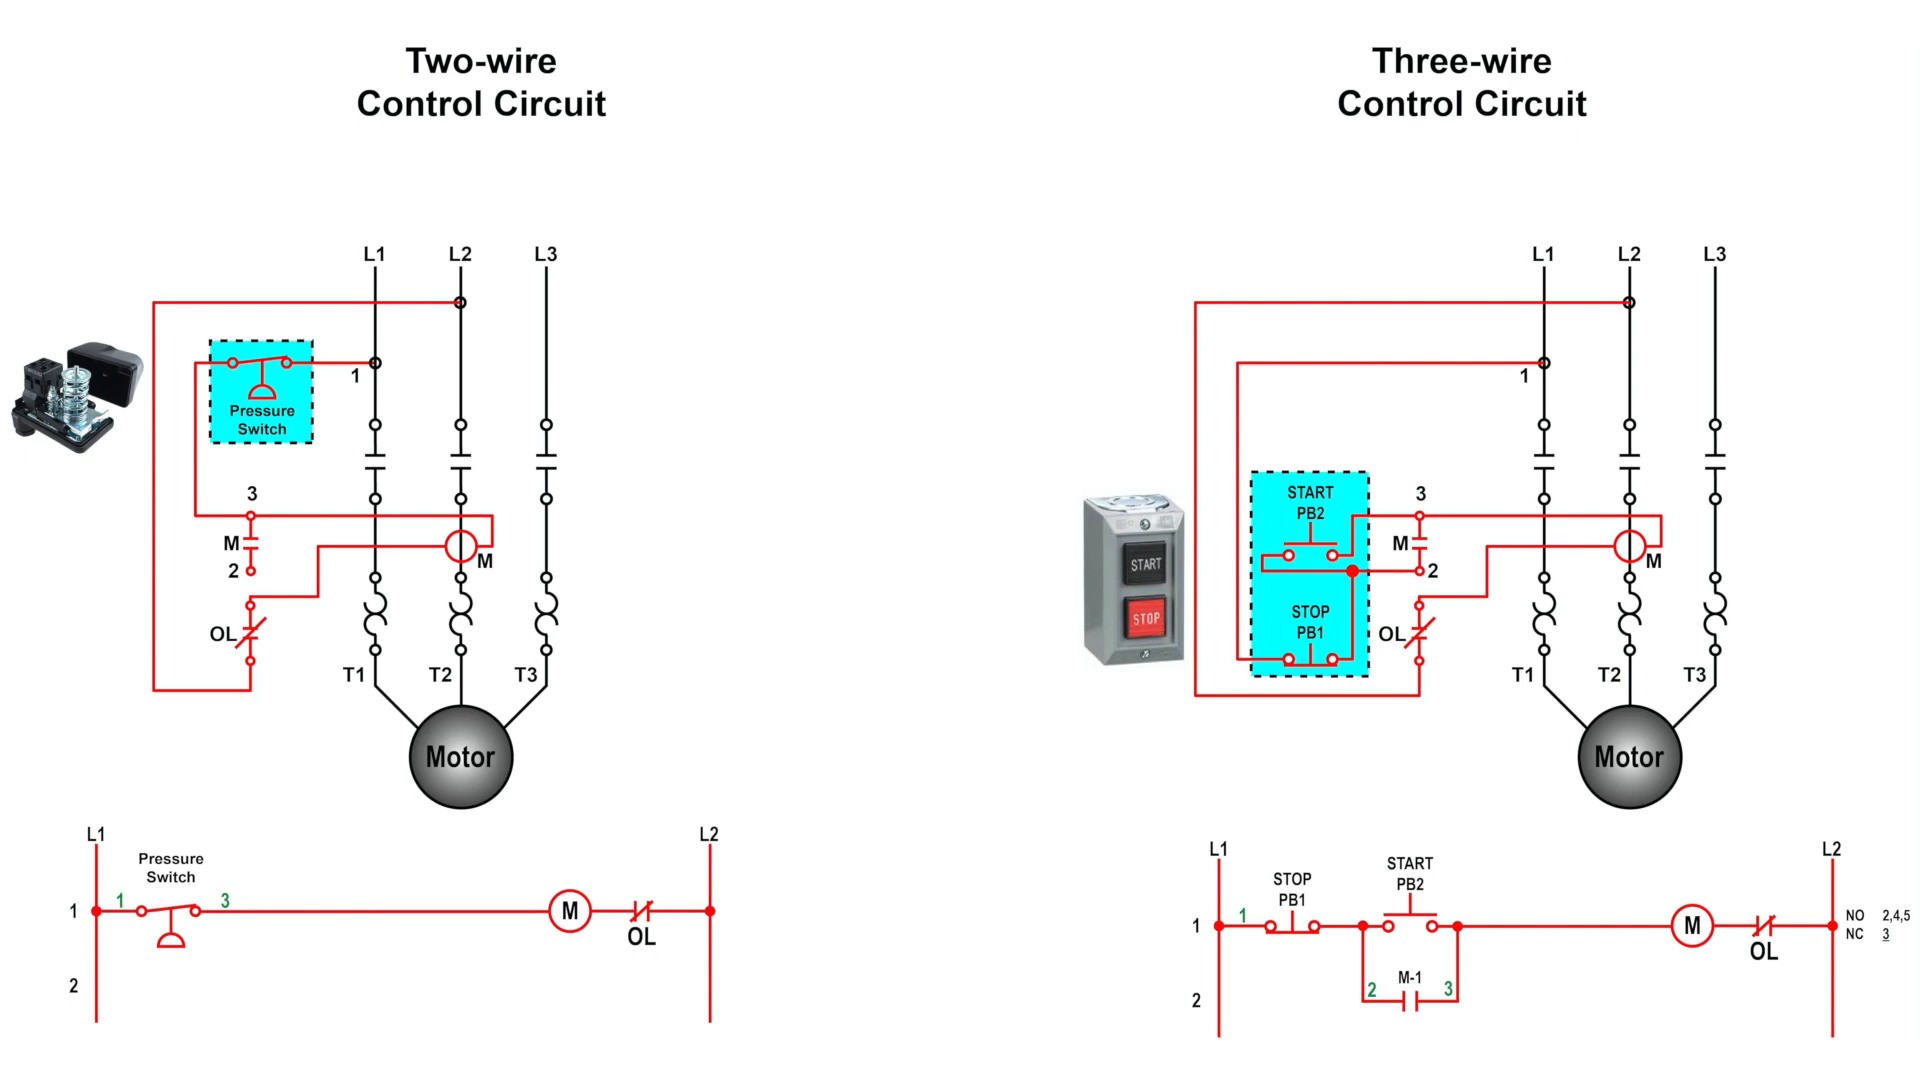 Two-wire
Control Circuit
L1 L2 L3
1
Pressure
Switch
3
M
2
M
OL
T1 T2 T3
Motor
L1 L2
Pressure
Switch
1 1 3 M
OL
2
Three-wire
Control Circuit
L1 L2 L3
1
START
PB2
3
M
2
M
START
STOP
STOP
PB1
OL
T1 T2 T3
Motor
L1 L2
STOP
PB1
START
PB2
1 1 M
OL
NO 2,4,5
NC 3
M-1
2 3
2